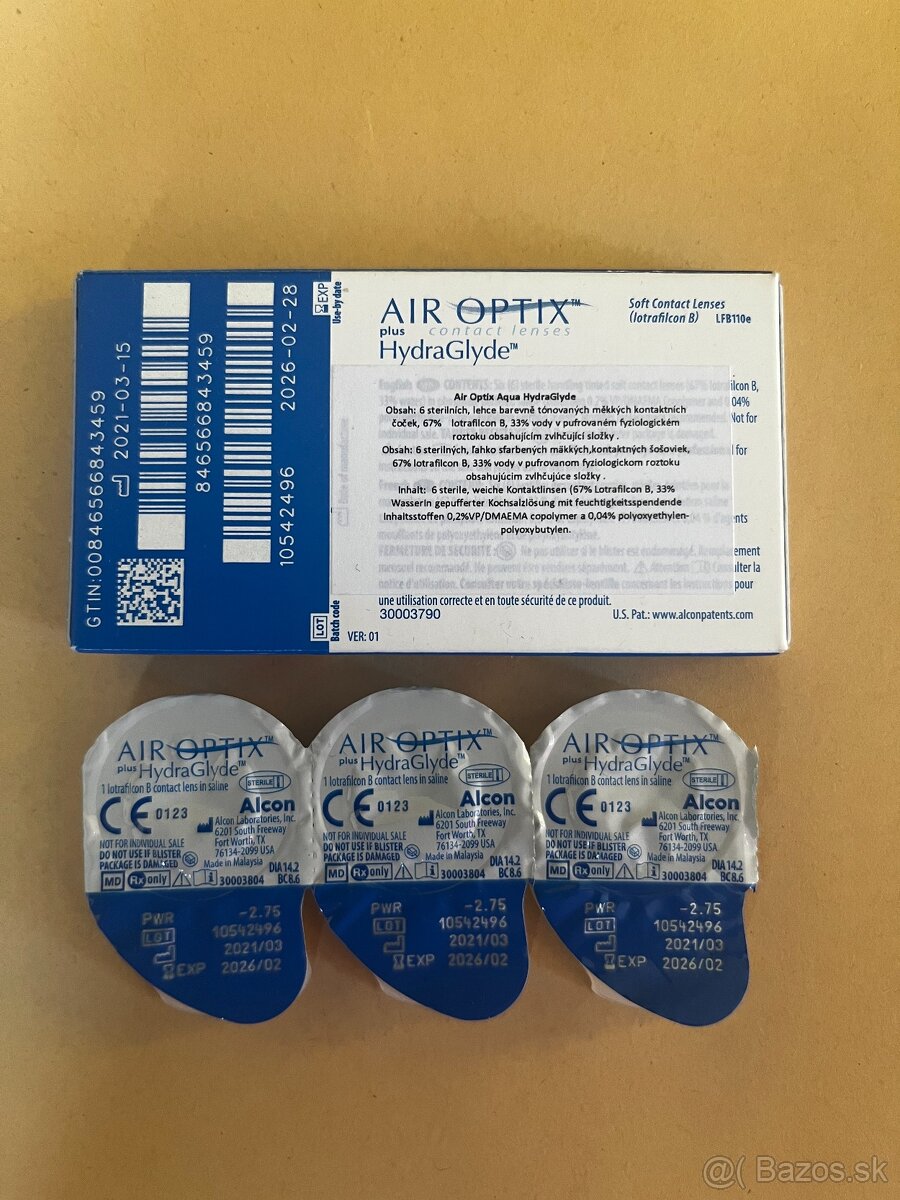 GTIN:00846566843459
2021-03-15
846566843459
10542496 2026-02-28
EXP
Use-by date
LOT
Batch code
AIR OPTIX™
plus contact lenses
HydraGlyde™
Soft Contact Lenses
(lotrafilcon B) LFB110e
Air Optix Aqua HydraGlyde
Obsah: 6 sterilních, lehce barevně tónovaných měkkých kontaktních
čoček, 67% lotrafilcon B, 33% vody v pufrovaném fyziologickém
roztoku obsahujícím zvlhčující složky .
Obsah: 6 sterilných, ľahko sfarbených mäkkých,kontaktných šošoviek,
67% lotrafilcon B, 33% vody v pufrovanom fyziologickom roztoku
obsahujúcim zvlhčujúce složky .
Inhalt: 6 sterile, weiche Kontaktlinsen (67% Lotrafilcon B, 33%
Wasserin gepufferter Kochsalzlösung mit feuchtigkeitsspendende
Inhaltsstoffen 0,2%VP/DMAEMA copolymer a 0,04% polyoxyethylen-
polyoxybutylen.
une utilisation correcte et en toute sécurité de ce produit.
30003790
U.S. Pat.: www.alconpatents.com
VER: 01
AIR OPTIX™
plus HydraGlyde™
1 lotrafilcon B contact lens in saline
STERILE
CE 0123
Alcon
Alcon Laboratories, Inc.
6201 South Freeway
Fort Worth, TX
76134-2099 USA
Made in Malaysia
NOT FOR INDIVIDUAL SALE
DO NOT USE IF BLISTER
PACKAGE IS DAMAGED
MD Rx only 30003804
DIA 14.2
BC 8.6
PWR -2.75
LOT 10542496
2021/03
EXP 2026/02
AIR OPTIX™
plus HydraGlyde™
1 lotrafilcon B contact lens in saline
STERILE
CE 0123
Alcon
Alcon Laboratories, Inc.
6201 South Freeway
Fort Worth, TX
76134-2099 USA
Made in Malaysia
NOT FOR INDIVIDUAL SALE
DO NOT USE IF BLISTER
PACKAGE IS DAMAGED
MD Rx only 30003804
DIA 14.2
BC 8.6
PWR -2.75
LOT 10542496
2021/03
EXP 2026/02
AIR OPTIX™
plus HydraGlyde™
1 lotrafilcon B contact lens in saline
STERILE
CE 0123
Alcon
Alcon Laboratories, Inc.
6201 South Freeway
Fort Worth, TX
76134-2099 USA
Made in Malaysia
NOT FOR INDIVIDUAL SALE
DO NOT USE IF BLISTER
PACKAGE IS DAMAGED
MD Rx only 30003804
DIA 14.2
BC 8.6
PWR -2.75
LOT 10542496
2021/03
EXP 2026/02
@( Bazos.sk